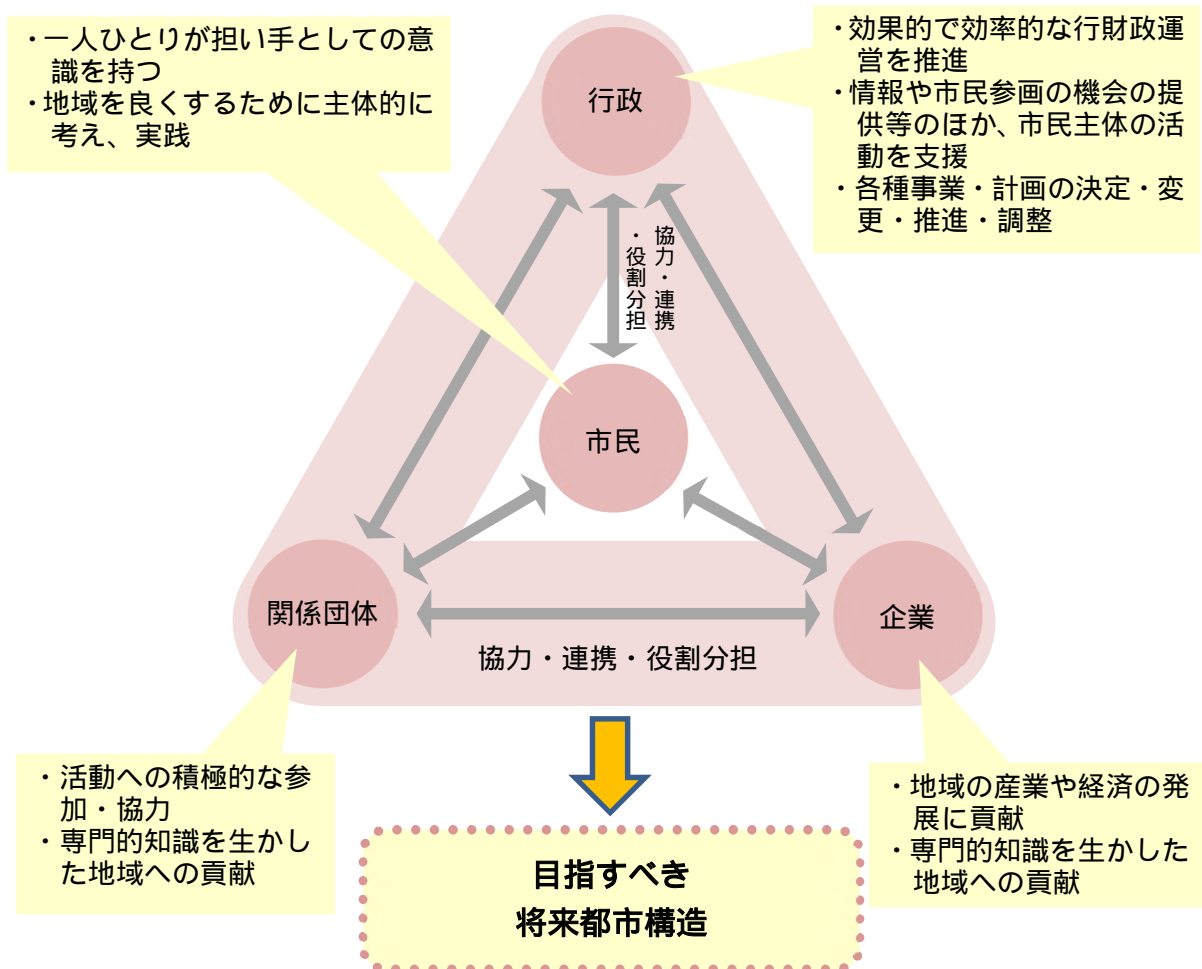 ・一人ひとりが担い手としての意
識を持つ
・地域を良くするために主体的に
考え、実践
・効果的で効率的な行財政運
営を推進
・情報や市民参画の機会の提
供等のほか、市民主体の活
動を支援
・各種事業・計画の決定・変
更・推進・調整
行政
協力・連携
・役割分担
市民
関係団体
企業
協力・連携・役割分担
・活動への積極的な参
加・協力
・専門的知識を生かし
た地域への貢献
・地域の産業や経済の発
展に貢献
・専門的知識を生かした
地域への貢献
目指すべき
将来都市構造